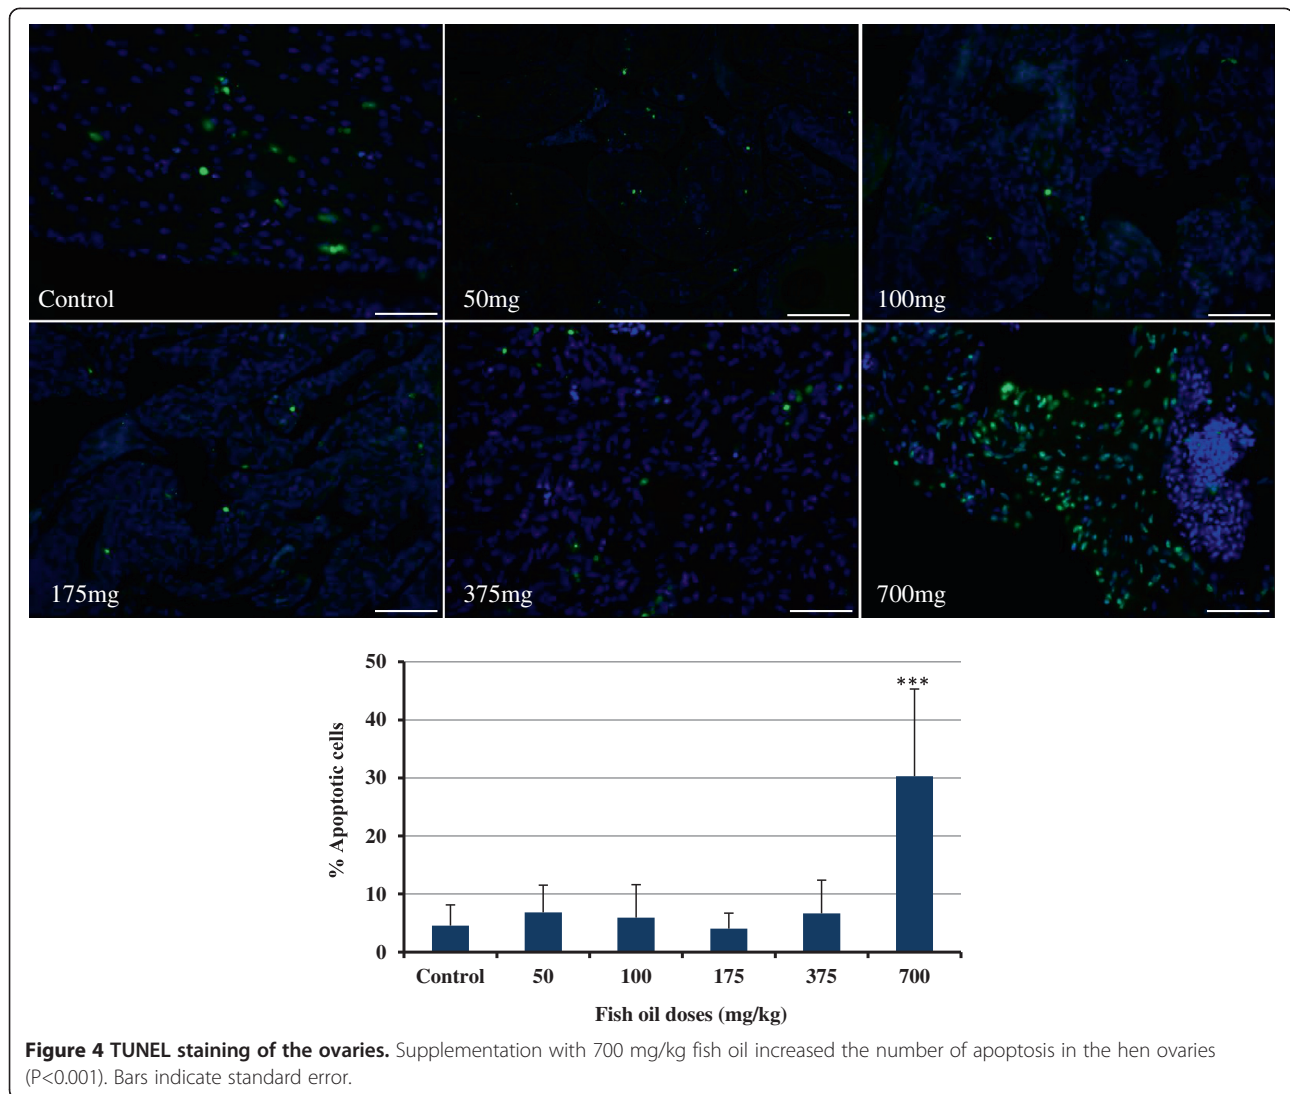 Control
50mg
100mg
175mg
375mg
700mg
50
40
30
20
10
0
% Apoptotic cells
***
Control 50 100 175 375 700
Fish oil doses (mg/kg)
Figure 4 TUNEL staining of the ovaries. Supplementation with 700 mg/kg fish oil increased the number of apoptosis in the hen ovaries
(P<0.001). Bars indicate standard error.